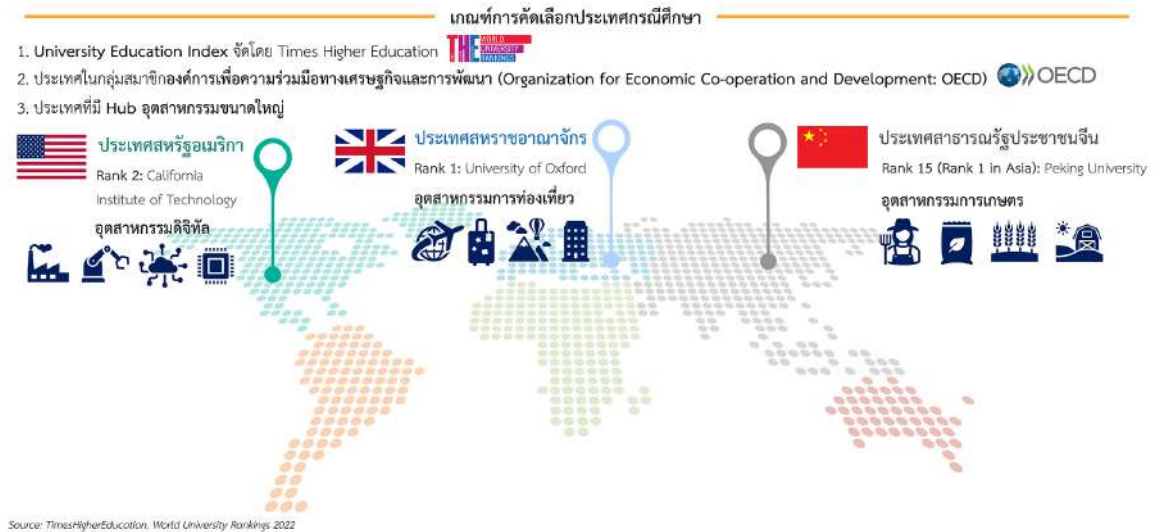 เกณฑ์การคัดเลือกประเทศกรณีศึกษา
1. University Education Index จัดโดย Times Higher Education THE WORLD UNIVERSITY RANKINGS
2. ประเทศในกลุ่มสมาชิกองค์การเพื่อความร่วมมือทางเศรษฐกิจและการพัฒนา (Organization for Economic Co-operation and Development: OECD) OECD
3. ประเทศที่มี Hub อุตสาหกรรมขนาดใหญ่
ประเทศสหรัฐอเมริกา
Rank 2: California
Institute of Technology
อุตสาหกรรมดิจิทัล
ประเทศสหราชอาณาจักร
Rank 1: University of Oxford
อุตสาหกรรมการท่องเที่ยว
ประเทศสาธารณรัฐประชาชนจีน
Rank 15 (Rank 1 in Asia): Peking University
อุตสาหกรรมการเกษตร
Source: TimesHigherEducation. World University Rankings 2022